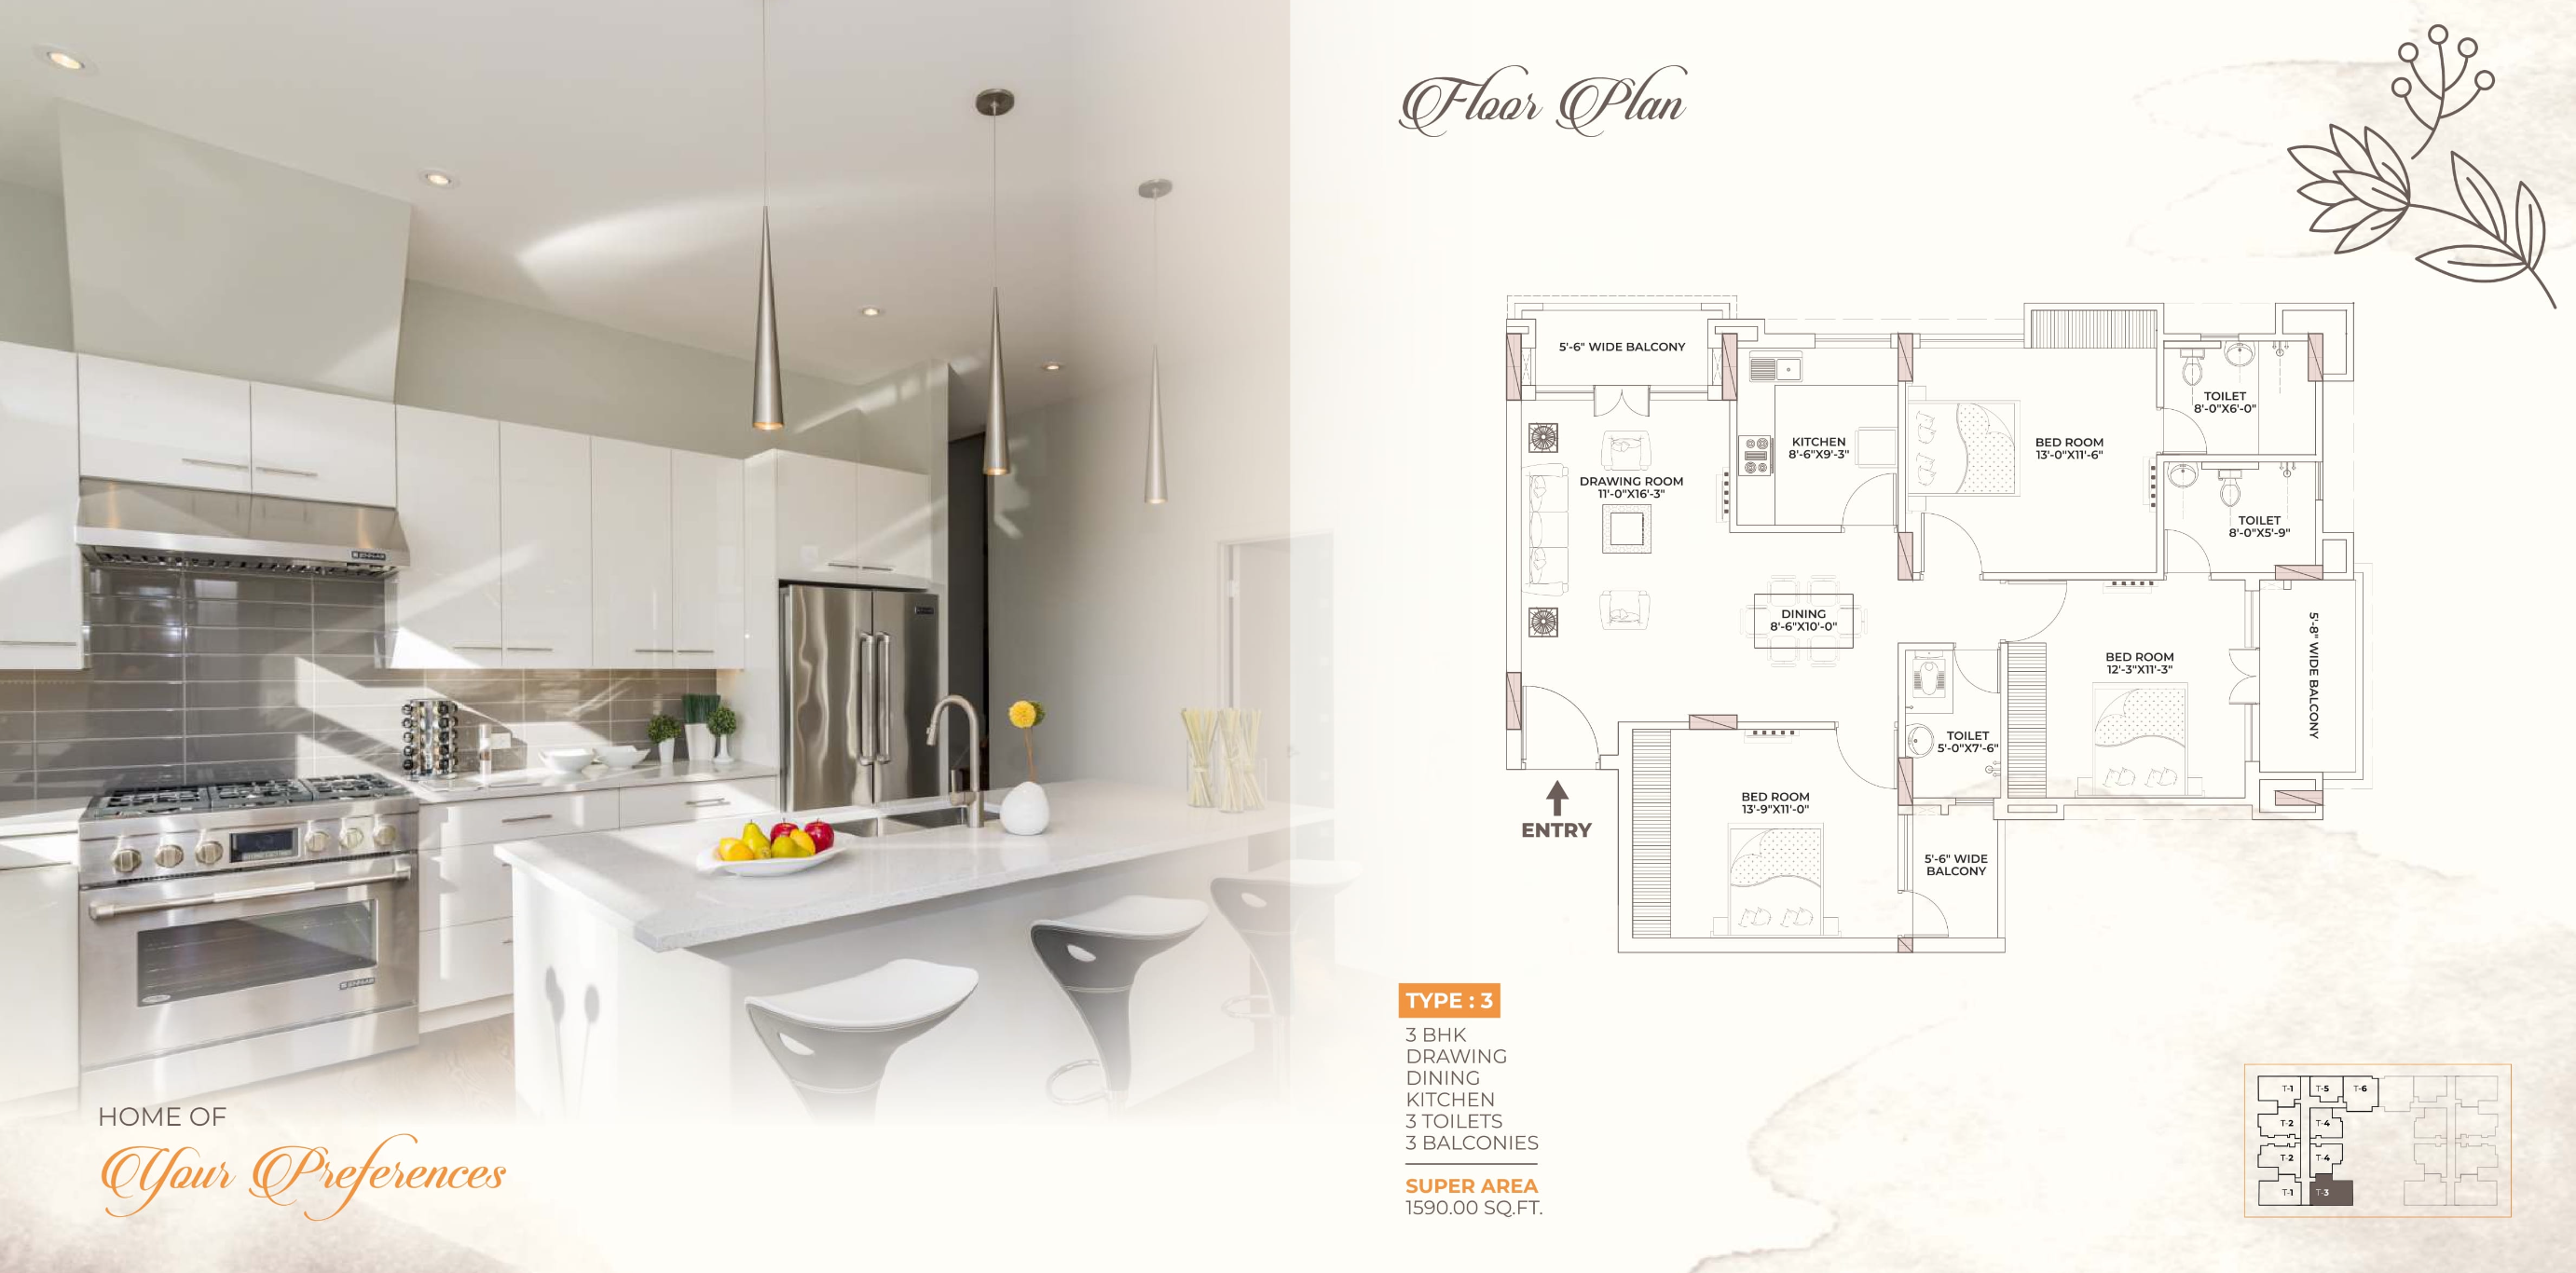 HOME OF
Your Preferences
Floor Plan
5'-6" WIDE BALCONY
TOILET
8'-0"X6'-0"
KITCHEN
8'-6"X9'-3"
BED ROOM
13'-0"X11'-6"
DRAWING ROOM
11'-0"X16'-3"
TOILET
8'-0"X5'-9"
DINING
8'-6"X10'-0"
BED ROOM
12'-3"X11'-3"
5'-8" WIDE BALCONY
TOILET
5'-0"X7'-6"
BED ROOM
13'-9"X11'-0"
ENTRY
5'-6" WIDE
BALCONY
TYPE : 3
3 BHK
DRAWING
DINING
KITCHEN
3 TOILETS
3 BALCONIES
SUPER AREA
1590.00 SQ.FT.
T-1 T-5 T-6
T-2 T-4
T-2 T-4
T-1 T-3